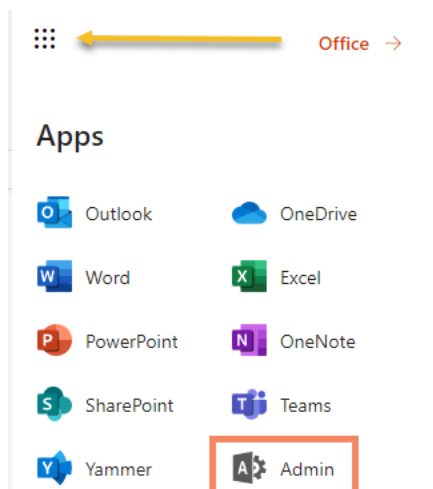 Office →
Apps
Outlook OneDrive
Word Excel
PowerPoint OneNote
SharePoint Teams
Yammer Admin